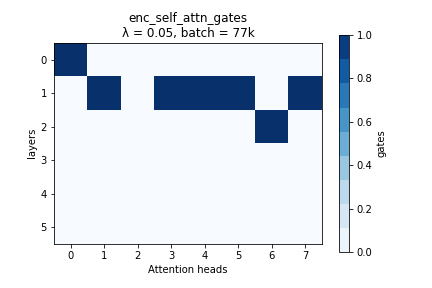 enc_self_attn_gates
λ = 0.05, batch = 77k
layers
0
1
2
3
4
5
0 1 2 3 4 5 6 7
Attention heads
1.0
0.8
0.6
0.4
0.2
0.0
gates